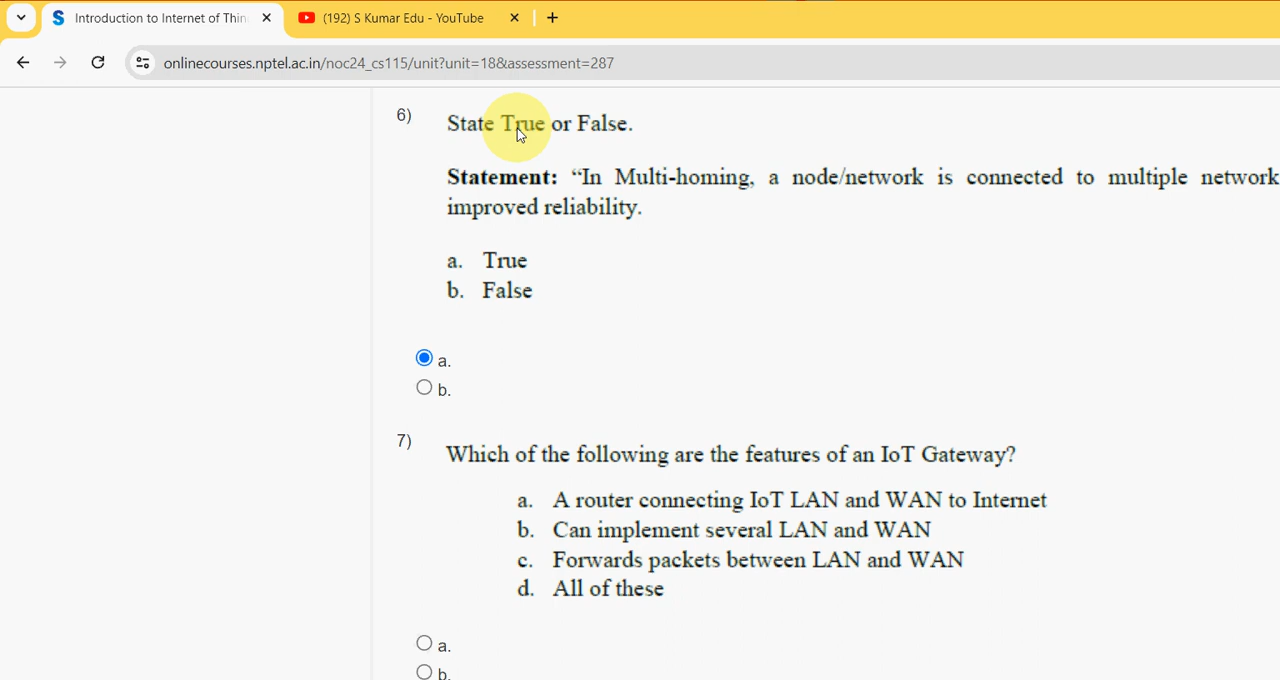 Introduction to Internet of Thin
(192) S Kumar Edu - YouTube
onlinecourses.nptel.ac.in/noc24_cs115/unit?unit=18&assessment=287
6) State True or False.
Statement: “In Multi-homing, a node/network is connected to multiple network
improved reliability.
a. True
b. False
a.
b.
7) Which of the following are the features of an IoT Gateway?
a. A router connecting IoT LAN and WAN to Internet
b. Can implement several LAN and WAN
c. Forwards packets between LAN and WAN
d. All of these
a.
b.